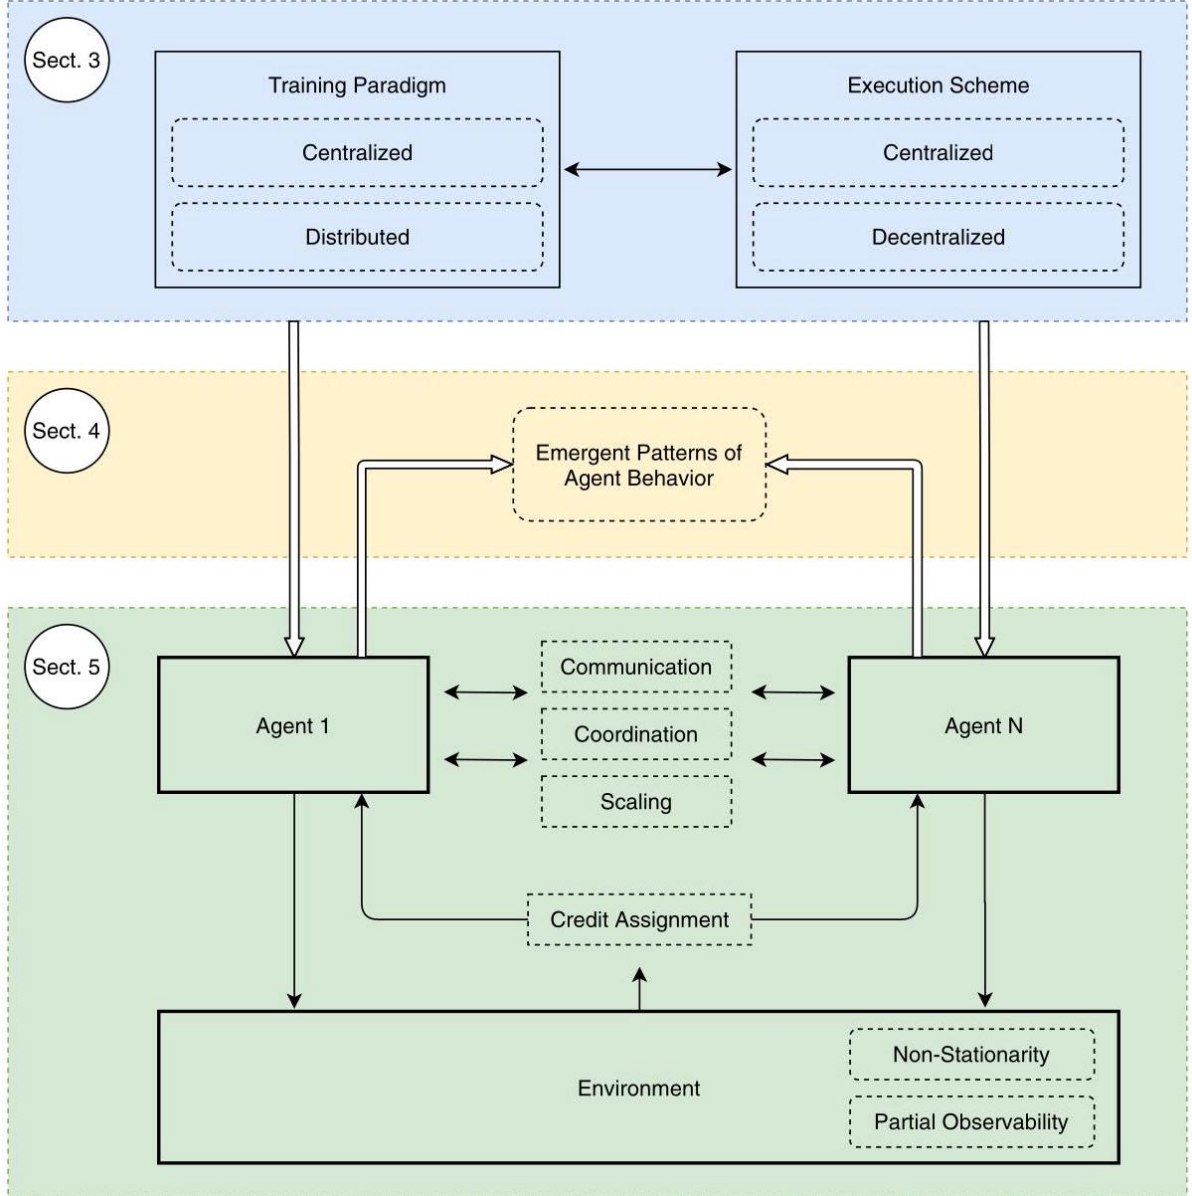 Sect. 3
Training Paradigm
Centralized
Distributed
Execution Scheme
Centralized
Decentralized
Sect. 4
Emergent Patterns of
Agent Behavior
Sect. 5
Agent 1
Communication
Coordination
Scaling
Agent N
Credit Assignment
Environment
Non-Stationarity
Partial Observability